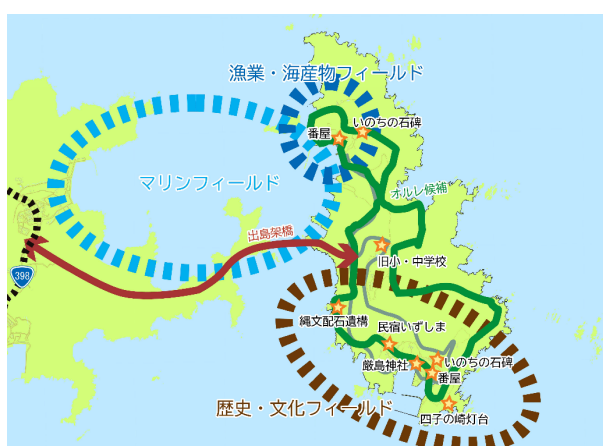 漁業・海産物フィールド
いのちの石碑
番屋
マリンフィールド
オルレ候補
出島架橋
旧小・中学校
398
縄文配石遺構
民宿いずしま
いのちの石碑
厳島神社
番屋
歴史・文化フィールド
四子の崎灯台